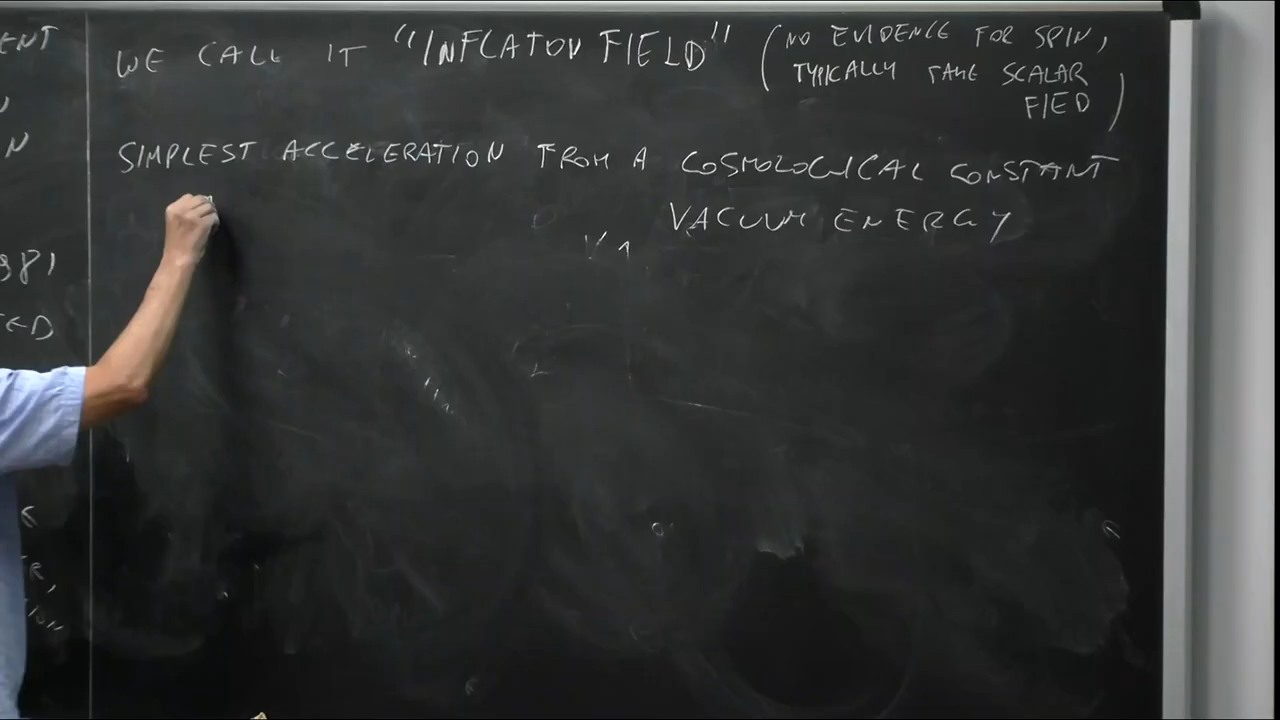 WE CALL IT "INFLATON FIELD" (NO EVIDENCE FOR SPIN,
TYPICALLY TAKE SCALAR
FIED)
SIMPLEST ACCELERATION FROM A COSMOLOGICAL CONSTANT
VACUUM ENERGY